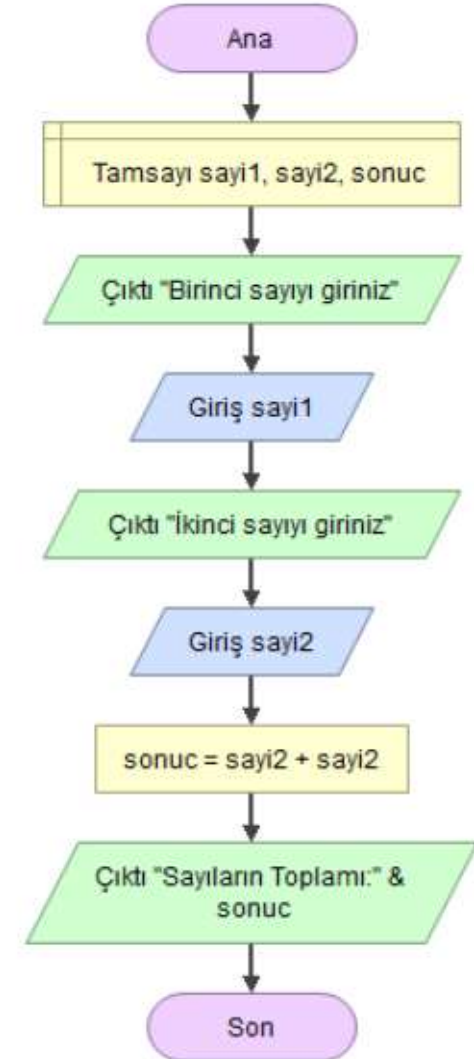 Ana
Tamsayı sayi1, sayi2, sonuc
Çıktı "Birinci sayıyı giriniz"
Giriş sayi1
Çıktı "İkinci sayıyı giriniz"
Giriş sayi2
sonuc = sayi2 + sayi2
Çıktı "Sayıların Toplamı:" &
sonuc
Son